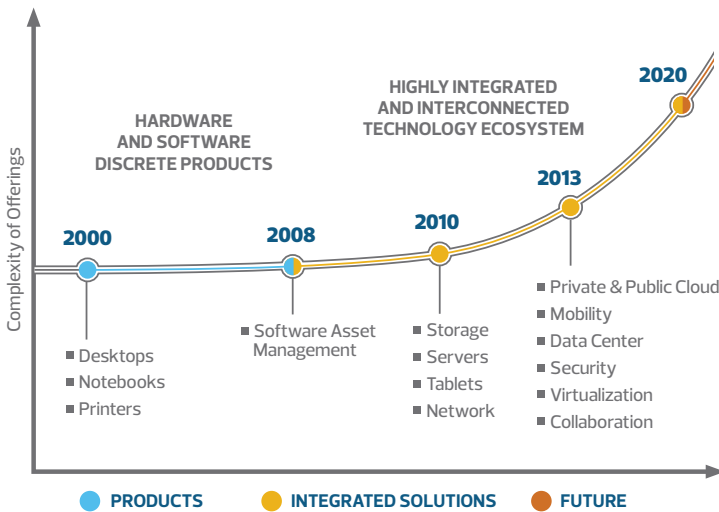 Complexity of Offerings
HARDWARE
AND SOFTWARE
DISCRETE PRODUCTS
HIGHLY INTEGRATED
AND INTERCONNECTED
TECHNOLOGY ECOSYSTEM
2000
■ Desktops
■ Notebooks
■ Printers
2008
■ Software Asset
Management
2010
■ Storage
■ Servers
■ Tablets
■ Network
2013
■ Private & Public Cloud
■ Mobility
■ Data Center
■ Security
■ Virtualization
■ Collaboration
2020
PRODUCTS
INTEGRATED SOLUTIONS
FUTURE